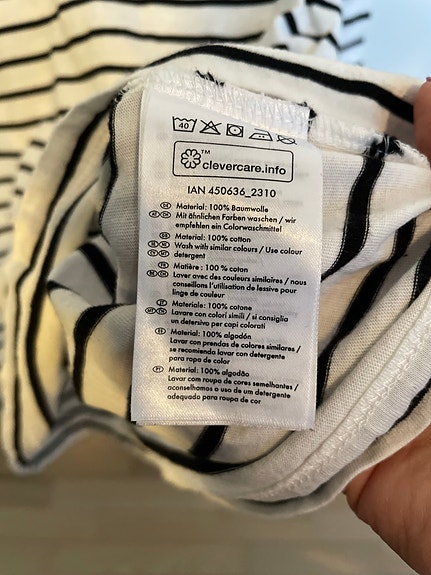 40
™
clevercare.info
IAN 450636_2310
Material: 100% Baumwolle
Mit ähnlichen Farben waschen / wir
empfehlen ein Colorwaschmittel
Material: 100% cotton
Wash with similar colours / Use colour
detergent
Matière : 100 % coton
Laver avec des couleurs similaires / nous
conseillons l'utilisation de lessive pour
linge de couleur
Materiale: 100% cotone
Lavare con colori simili / si consiglia
un detersivo per capi colorati
Material: 100% algodón
Lavar con prendas de colores similares /
se recomienda lavar con detergente
para ropa de color
Material: 100% algodão
Lavar com roupa de cores semelhantes /
aconselhamos o uso de um detergente
adequado para roupa de cor